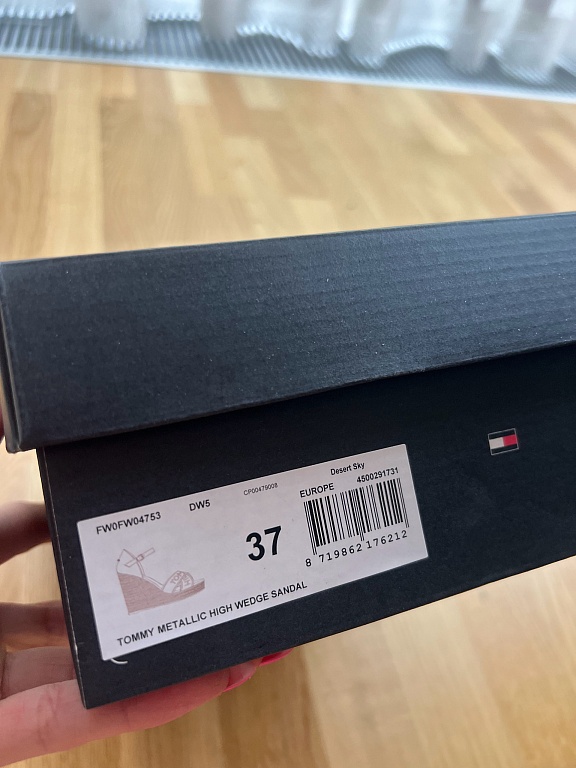 Desert Sky
FW0FW04753 DW5 CP00479008 EUROPE 4500291731
37
8 719862 176212
TOMMY METALLIC HIGH WEDGE SANDAL